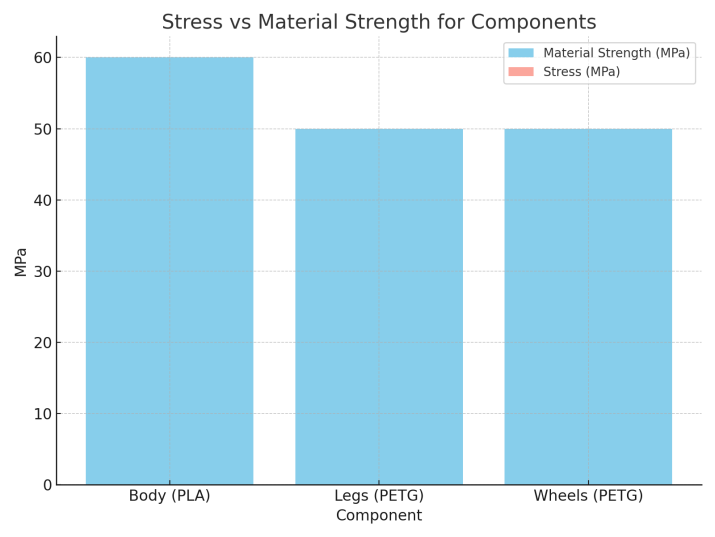 Stress vs Material Strength for Components
Material Strength (MPa)
Stress (MPa)
60
50
40
30
20
10
0
MPa
Body (PLA)
Legs (PETG)
Wheels (PETG)
Component